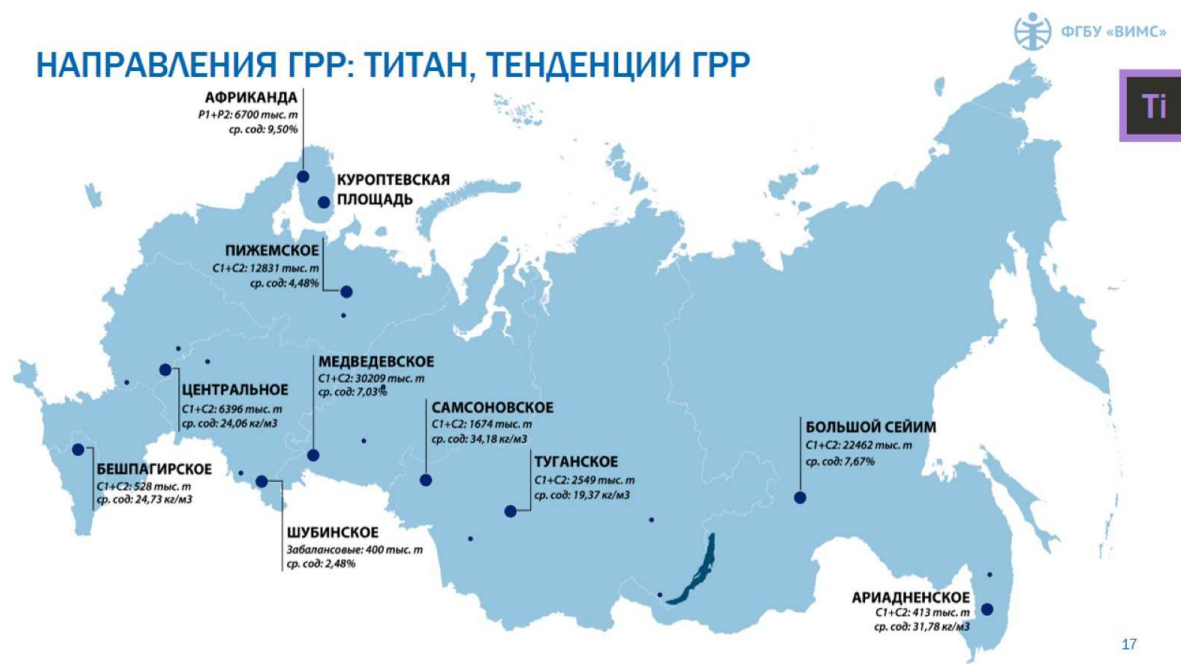 ФГБУ «ВИМС»
НАПРАВЛЕНИЯ ГРР: ТИТАН, ТЕНДЕНЦИИ ГРР
Ti
АФРИКАНДА
P1+P2: 6700 тыс. т
ср. сод: 9,50%
КУРОПТЕВСКАЯ
ПЛОЩАДЬ
ПИЖЕМСКОЕ
C1+C2: 12831 тыс. т
ср. сод: 4,48%
МЕДВЕДЕВСКОЕ
C1+C2: 30209 тыс. т
ср. сод: 7,03%
ЦЕНТРАЛЬНОЕ
C1+C2: 6396 тыс. т
ср. сод: 24,06 кг/м3
САМСОНОВСКОЕ
C1+C2: 1674 тыс. т
ср. сод: 34,18 кг/м3
БОЛЬШОЙ СЕЙИМ
C1+C2: 22462 тыс. т
ср. сод: 7,67%
БЕШПАГИРСКОЕ
C1+C2: 528 тыс. т
ср. сод: 24,73 кг/м3
ТУГАНСКОЕ
C1+C2: 2549 тыс. т
ср. сод: 19,37 кг/м3
ШУБИНСКОЕ
Забалансовые: 400 тыс. т
ср. сод: 2,48%
АРИАДНЕНСКОЕ
C1+C2: 413 тыс. т
ср. сод: 31,78 кг/м3
17